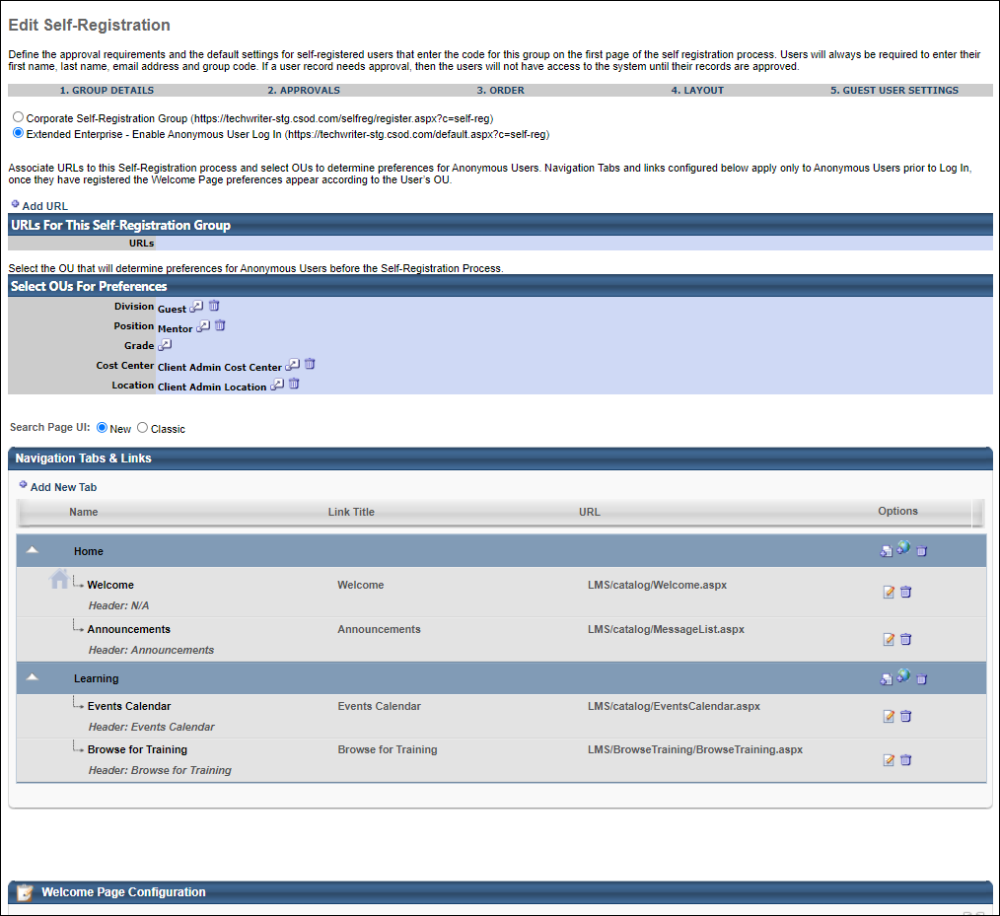 Edit Self-Registration
Define the approval requirements and the default settings for self-registered users that enter the code for this group on the first page of the self registration process. Users will always be required to enter their
first name, last name, email address and group code. If a user record needs approval, then the users will not have access to the system until their records are approved.
1. GROUP DETAILS 2. APPROVALS 3. ORDER 4. LAYOUT 5. GUEST USER SETTINGS
Corporate Self-Registration Group (https://techwriter-stg.csod.com/selfreg/register.aspx?c=self-reg)
Extended Enterprise - Enable Anonymous User Log In (https://techwriter-stg.csod.com/default.aspx?c=self-reg)
Associate URLs to this Self-Registration process and select OUs to determine preferences for Anonymous Users. Navigation Tabs and links configured below apply only to Anonymous Users prior to Log In,
once they have registered the Welcome Page preferences appear according to the User's OU.
Add URL
URLs For This Self-Registration Group
URLs
Select the OU that will determine preferences for Anonymous Users before the Self-Registration Process.
Select OUs For Preferences
Division Guest
Position Mentor
Grade
Cost Center Client Admin Cost Center
Location Client Admin Location
Search Page UI: New Classic
Navigation Tabs & Links
Add New Tab
Name Link Title URL Options
Home
Welcome Welcome LMS/catalog/Welcome.aspx
Header: N/A
Announcements Announcements LMS/catalog/MessageList.aspx
Header: Announcements
Learning
Events Calendar Events Calendar LMS/catalog/EventsCalendar.aspx
Header: Events Calendar
Browse for Training Browse for Training LMS/BrowseTraining/BrowseTraining.aspx
Header: Browse for Training
Welcome Page Configuration